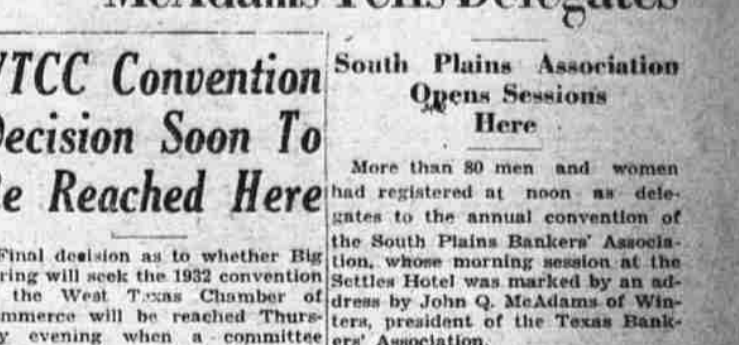 McAdams Tells Delegates
WTCC Convention
Decision Soon To
Be Reached Here
Final decision as to whether Big
ring will seek the 1932 convention
the West Texas Chamber of
mmerce will be reached Thurs-
y evening when a committee
South Plains Association
Opens Sessions
Here
More than 80 men and women
had registered at noon as dele-
gates to the annual convention of
the South Plains Bankers' Associa-
tion, whose morning session at the
Settles Hotel was marked by an ad-
dress by John Q. McAdams of Win-
ters, president of the Texas Bank-
ers' Association.